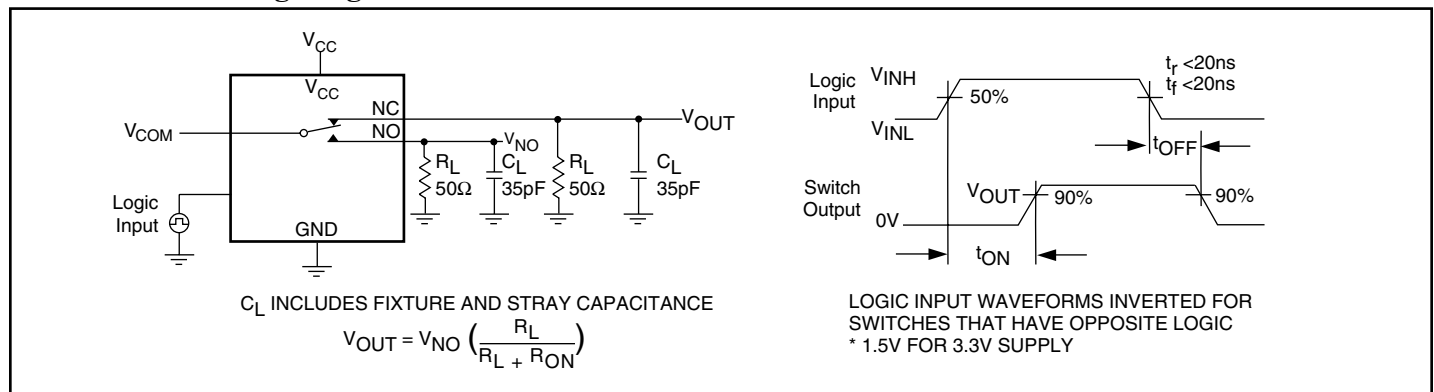 VCC
VCC
NC
NO
VCOM
VOUT
VNO
RL
50Ω
CL
35pF
RL
50Ω
CL
35pF
Logic
Input
GND
CL INCLUDES FIXTURE AND STRAY CAPACITANCE
VOUT = VNO (RL / RL + RON)
Logic
Input
VINH
VINL
50%
tr <20ns
tf <20ns
tOFF
Switch
Output
VOUT
0V
90%
90%
tON
LOGIC INPUT WAVEFORMS INVERTED FOR
SWITCHES THAT HAVE OPPOSITE LOGIC
* 1.5V FOR 3.3V SUPPLY